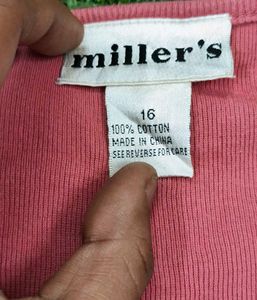 miller's
16
100% COTTON
MADE IN CHINA
SEE REVERSE FOR CARE